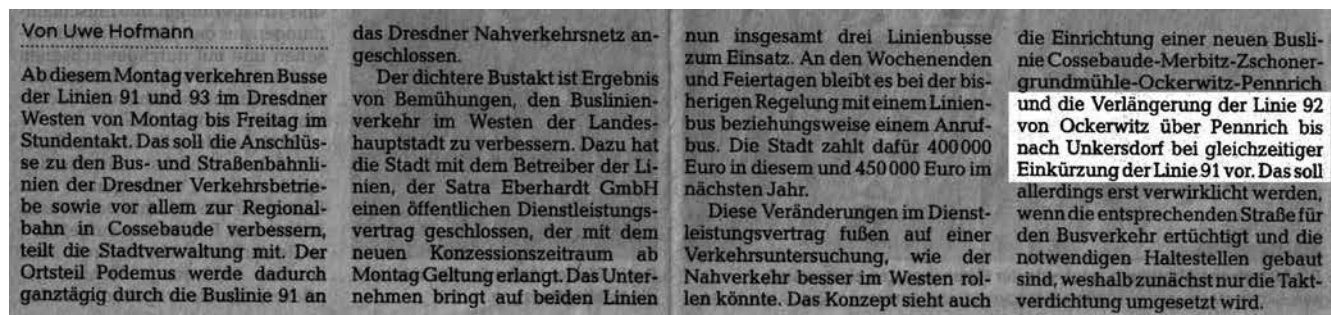 Von Uwe Hofmann
Ab diesem Montag verkehren Busse
der Linien 91 und 93 im Dresdner
Westen von Montag bis Freitag im
Stundentakt. Das soll die Anschlüs-
se zu den Bus- und Straßenbahnli-
nien der Dresdner Verkehrsbetrie-
be sowie vor allem zur Regional-
bahn in Cossebaude verbessern,
teilt die Stadtverwaltung mit. Der
Ortsteil Podemus werde dadurch
ganztägig durch die Buslinie 91 an
das Dresdner Nahverkehrsnetz an-
geschlossen.
Der dichtere Bustakt ist Ergebnis
von Bemühungen, den Buslinien-
verkehr im Westen der Landes-
hauptstadt zu verbessern. Dazu hat
die Stadt mit dem Betreiber der Li-
nien, der Satra Eberhardt GmbH
einen öffentlichen Dienstleistungs-
vertrag geschlossen, der mit dem
neuen Konzessionszeitraum ab
Montag Geltung erlangt. Das Unter-
nehmen bringt auf beiden Linien
nun insgesamt drei Linienbusse
zum Einsatz. An den Wochenenden
und Feiertagen bleibt es bei der bis-
herigen Regelung mit einem Linien-
bus beziehungsweise einem Anruf-
bus. Die Stadt zahlt dafür 400 000
Euro in diesem und 450 000 Euro im
nächsten Jahr.
Diese Veränderungen im Dienst-
leistungsvertrag fußen auf einer
Verkehrsuntersuchung, wie der
Nahverkehr besser im Westen rol-
len könnte. Das Konzept sieht auch
die Einrichtung einer neuen Busli-
nie Cossebaude-Merbitz-Zschoner-
grundmühle-Ockerwitz-Pennrich
und die Verlängerung der Linie 92
von Ockerwitz über Pennrich bis
nach Unkersdorf bei gleichzeitiger
Einkürzung der Linie 91 vor. Das soll
allerdings erst verwirklicht werden,
wenn die entsprechenden Straße für
den Busverkehr ertüchtigt und die
notwendigen Haltestellen gebaut
sind, weshalb zunächst nur die Takt-
verdichtung umgesetzt wird.